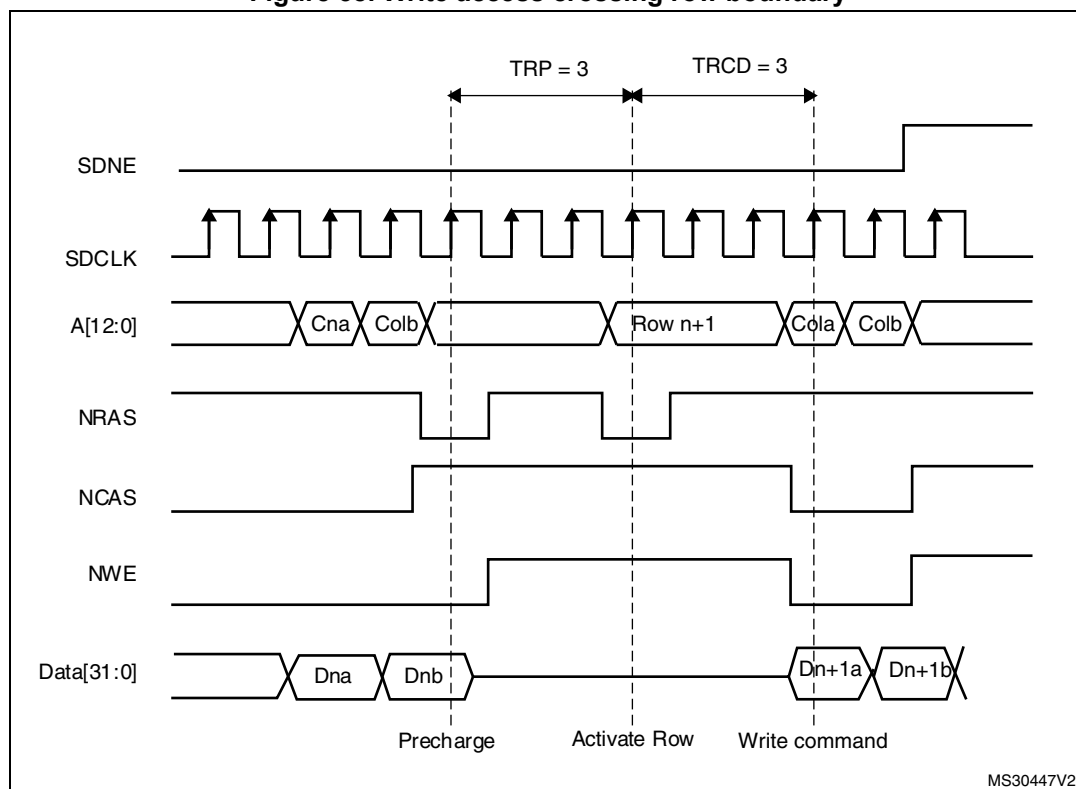 Figure 63. Write access crossing row boundary
TRP = 3 TRCD = 3
SDNE
SDCLK
A[12:0] Cna Colb Row n+1 Cola Colb
NRAS
NCAS
NWE
Data[31:0] Dna Dnb Dn+1a Dn+1b
Precharge Activate Row Write command
MS30447V2